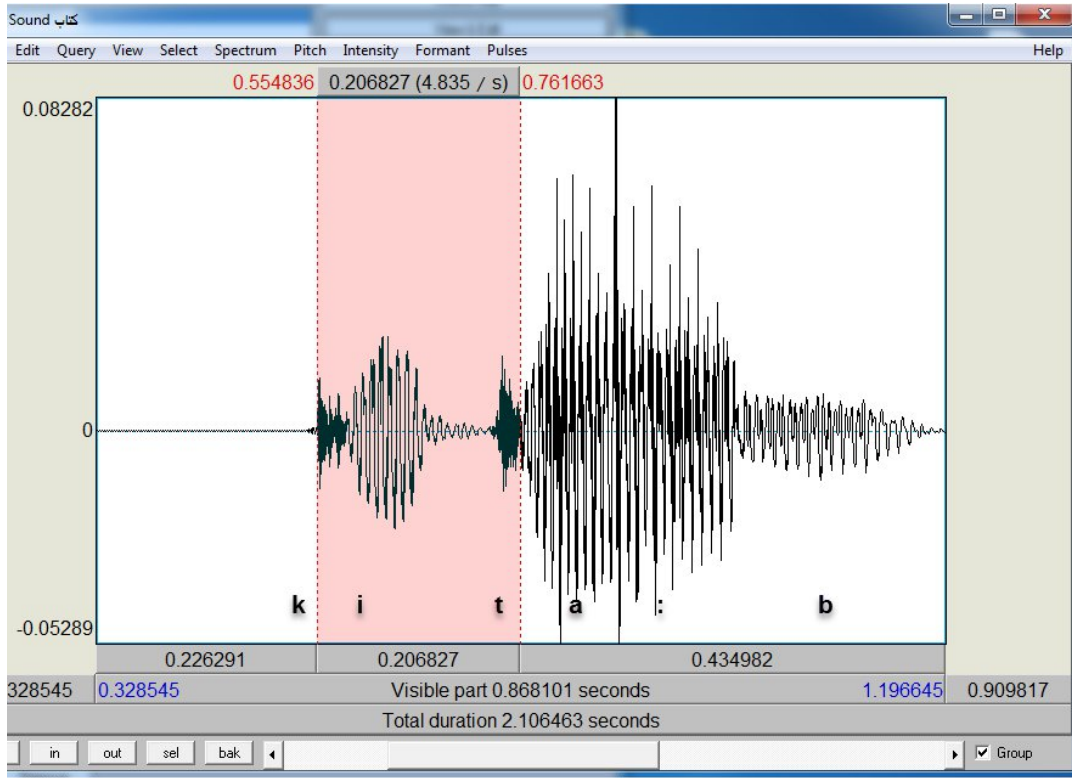 Sound كتاب
Edit Query View Select Spectrum Pitch Intensity Formant Pulses Help
0.554836 0.206827 (4.835 / s) 0.761663
0.08282
0
k i t a : b
-0.05289
0.226291 0.206827 0.434982
328545 0.328545 Visible part 0.868101 seconds 1.196645 0.909817
Total duration 2.106463 seconds
in out sel bak Group